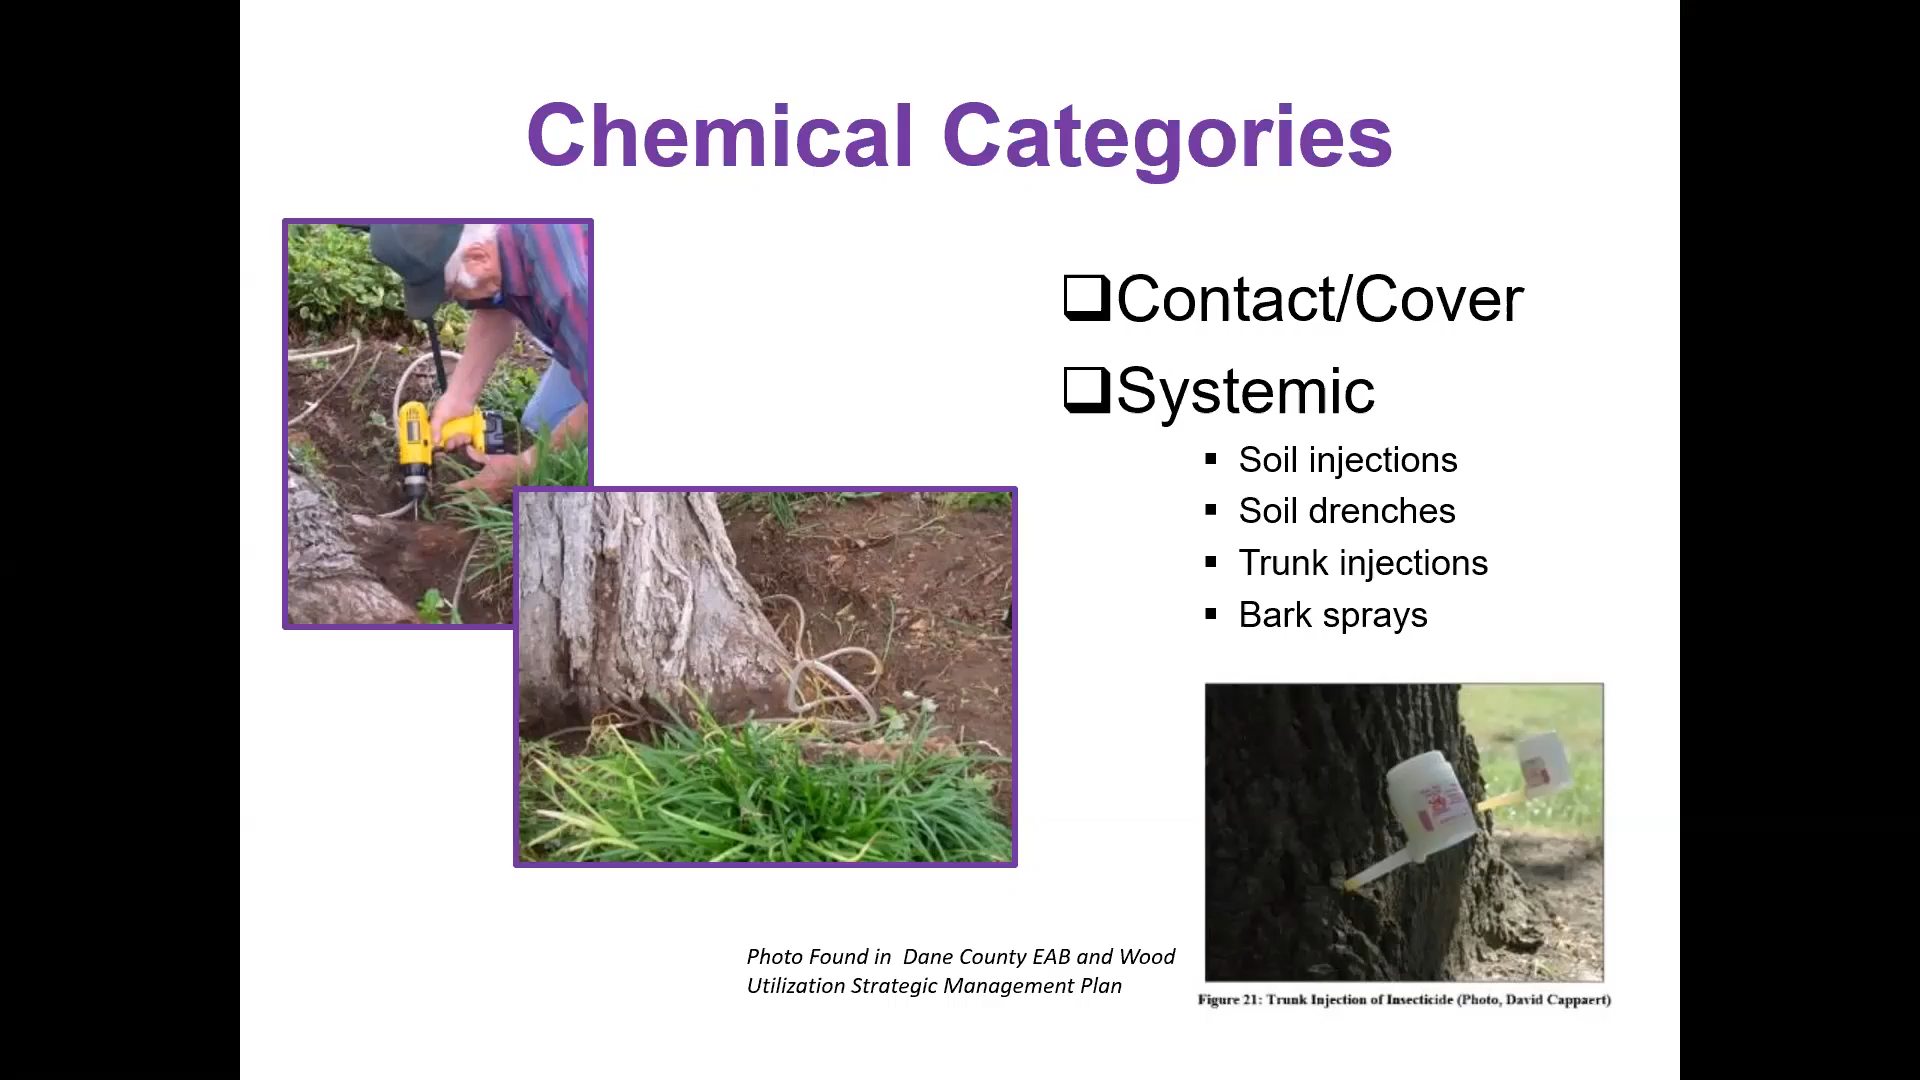 Chemical Categories
Contact/Cover
Systemic
Soil injections
Soil drenches
Trunk injections
Bark sprays
Photo Found in Dane County EAB and Wood
Utilization Strategic Management Plan
Figure 21: Trunk Injection of Insecticide (Photo, David Cappaert)